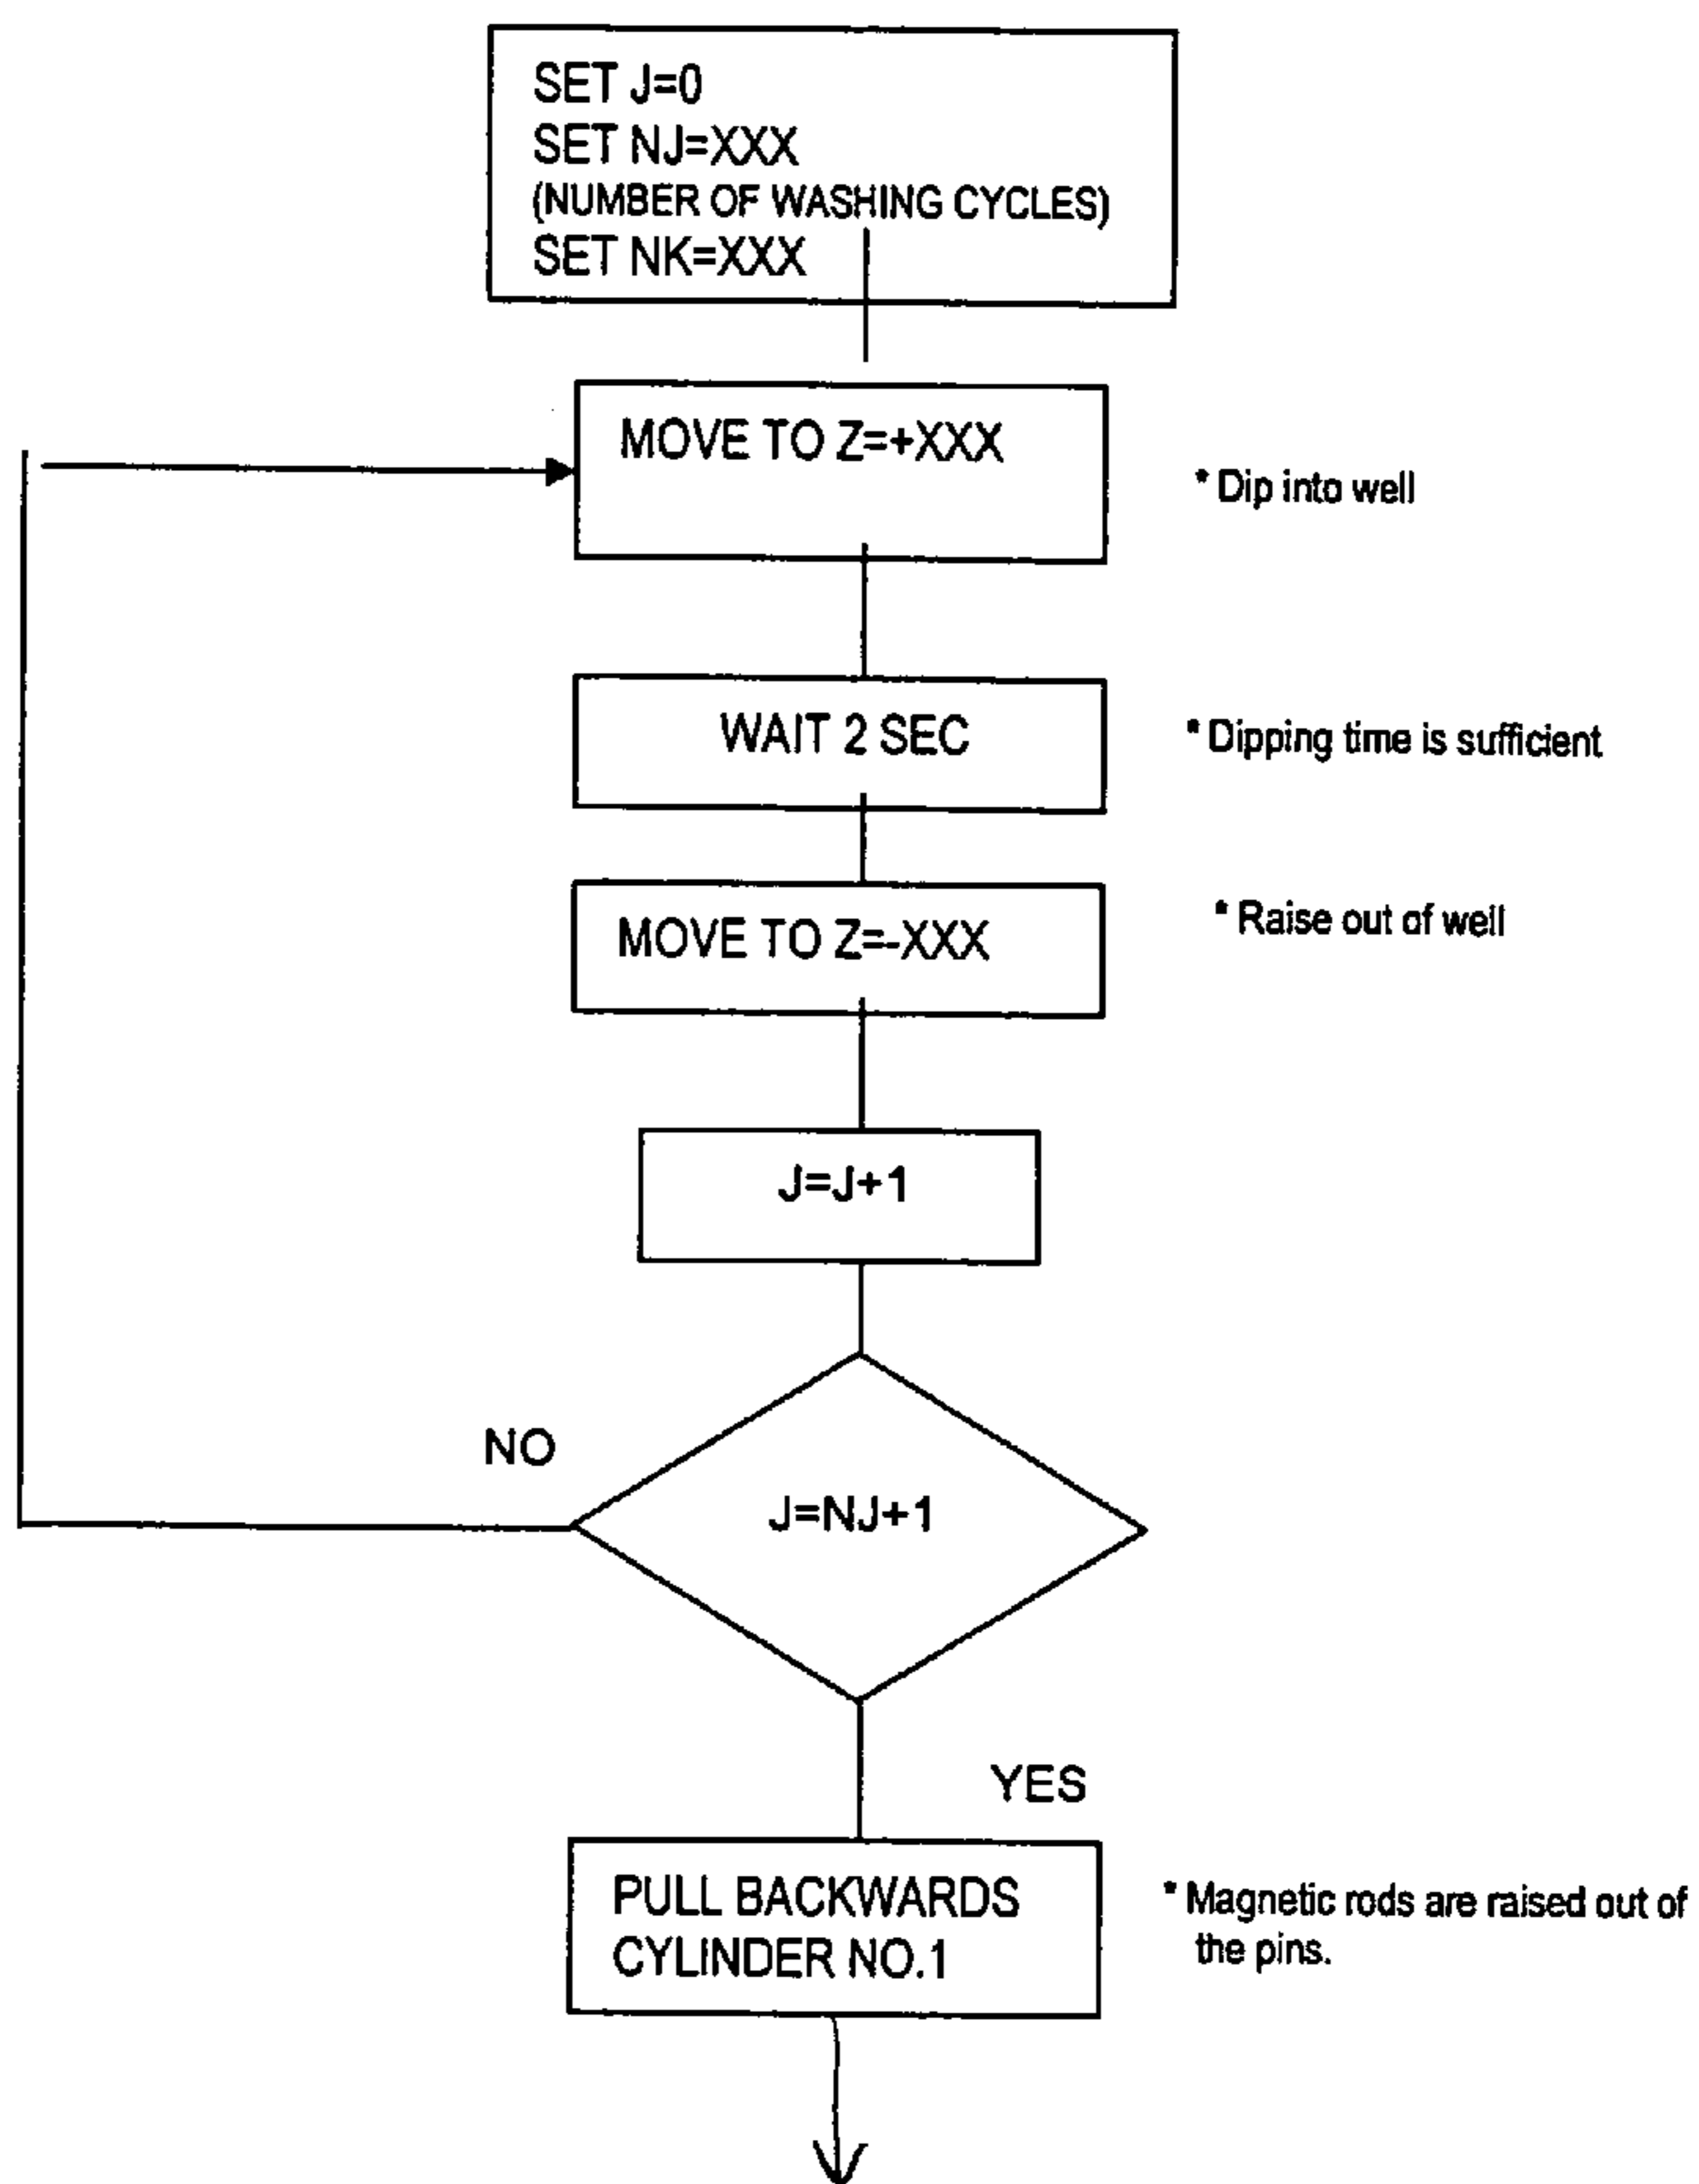 SET J=0
SET NJ=XXX
(NUMBER OF WASHING CYCLES)
SET NK=XXX
MOVE TO Z=+XXX
* Dip into well
WAIT 2 SEC
* Dipping time is sufficient
MOVE TO Z=-XXX
* Raise out of well
J=J+1
NO
J=NJ+1
YES
PULL BACKWARDS
CYLINDER NO.1
* Magnetic rods are raised out of
the pins.